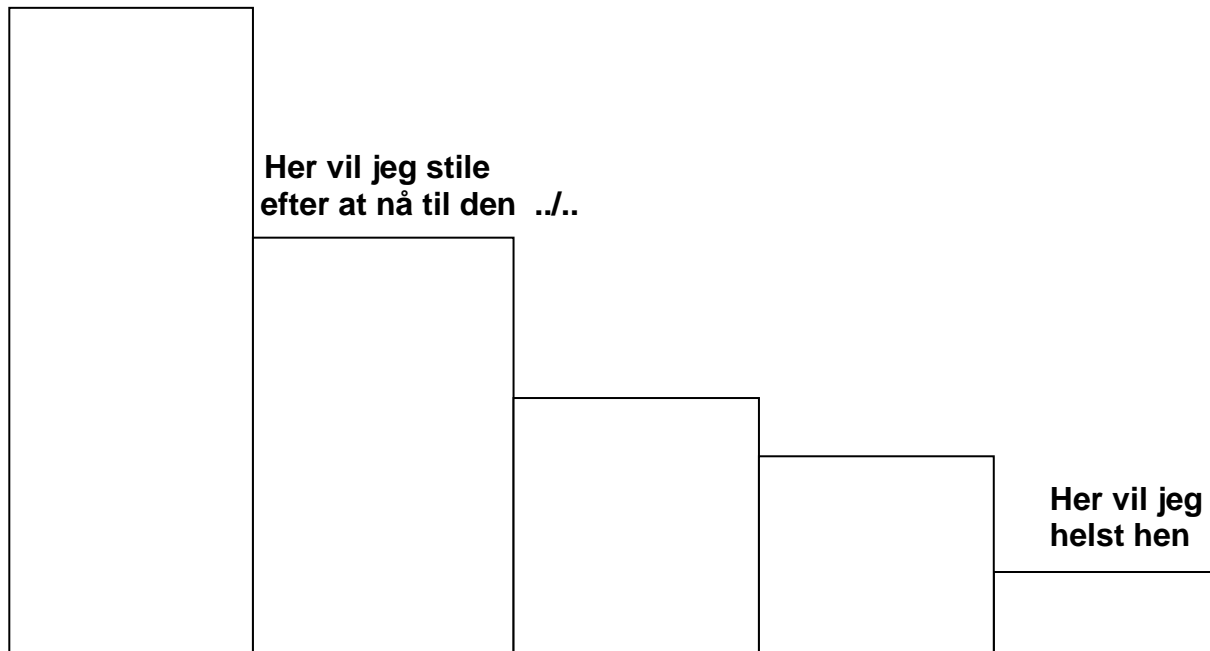 Her vil jeg stile
efter at nå til den ../..
Her vil jeg
helst hen